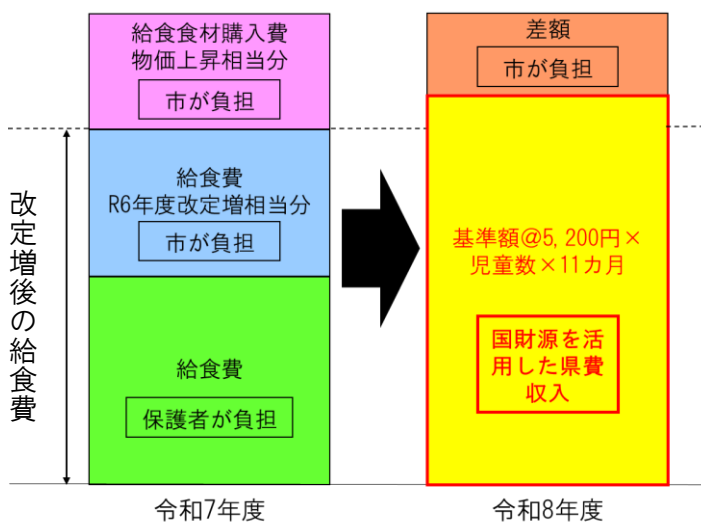 給食食材購入費
物価上昇相当分
市が負担
給食費
R6年度改定増相当分
市が負担
給食費
保護者が負担
改定増後の給食費
令和7年度
差額
市が負担
基準額@5,200円×
児童数×11カ月
国財源を活
用した県費
収入
令和8年度